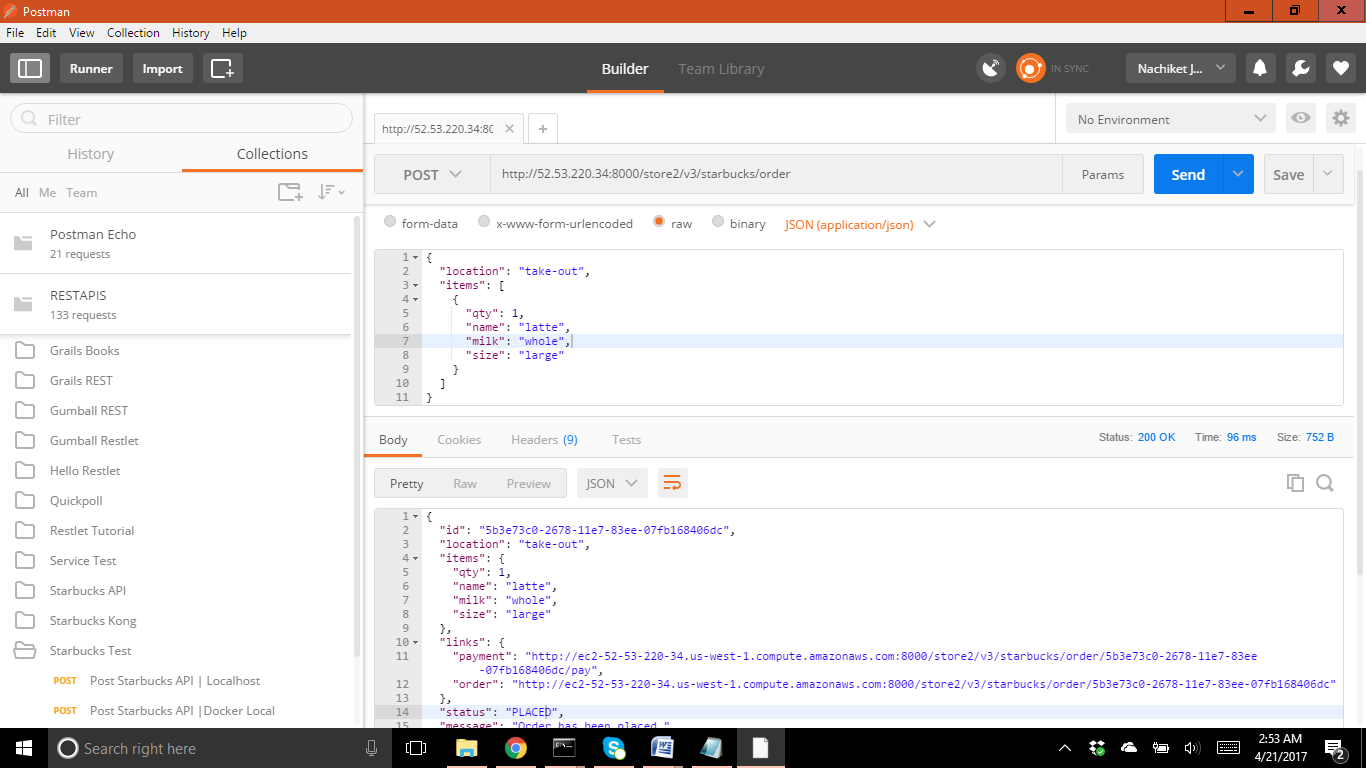 Postman
File Edit View Collection History Help
Runner Import Builder Team Library IN SYNC Nachiket J...
Filter
History Collections
All Me Team
Postman Echo
21 requests
RESTAPIS
133 requests
Grails Books
Grails REST
Gumball REST
Gumball Restlet
Hello Restlet
Quickpoll
Restlet Tutorial
Service Test
Starbucks API
Starbucks Kong
Starbucks Test
POST Post Starbucks API | Localhost
POST Post Starbucks API |Docker Local
http://52.53.220.34:80 No Environment
POST http://52.53.220.34:8000/store2/v3/starbucks/order Params Send Save
form-data x-www-form-urlencoded raw binary JSON (application/json)
1 {
2 "location": "take-out",
3 "items": [
4 {
5 "qty": 1,
6 "name": "latte",
7 "milk": "whole",
8 "size": "large"
9 }
10 ]
11 }
Body Cookies Headers (9) Tests Status: 200 OK Time: 96 ms Size: 752 B
Pretty Raw Preview JSON
1 {
2 "id": "5b3e73c0-2678-11e7-83ee-07fb168406dc",
3 "location": "take-out",
4 "items": {
5 "qty": 1,
6 "name": "latte",
7 "milk": "whole",
8 "size": "large"
9 },
10 "links": {
11 "payment": "http://ec2-52-53-220-34.us-west-1.compute.amazonaws.com:8000/store2/v3/starbucks/order/5b3e73c0-2678-11e7-83ee
-07fb168406dc/pay",
12 "order": "http://ec2-52-53-220-34.us-west-1.compute.amazonaws.com:8000/store2/v3/starbucks/order/5b3e73c0-2678-11e7-83ee-07fb168406dc"
13 },
14 "status": "PLACED",
15 "message": "Order has been placed."
Search right here
2:53 AM
4/21/2017
2